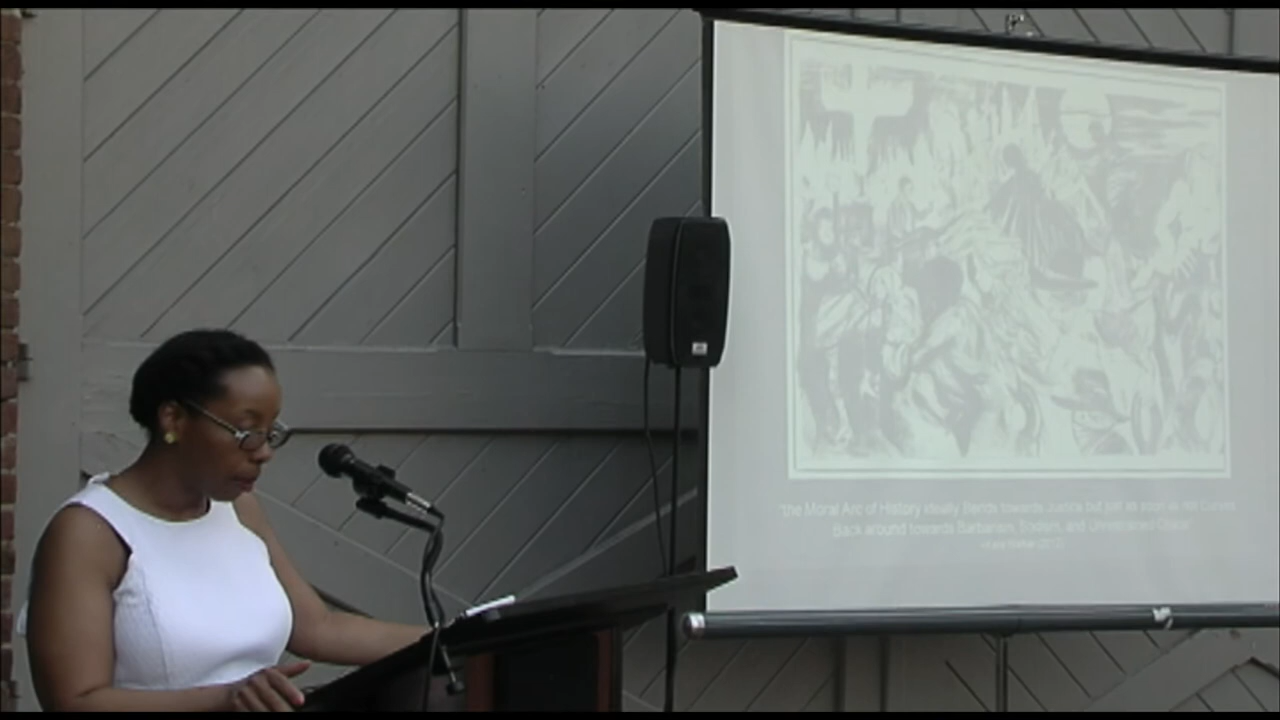 "the Moral Arc of History Ideally Bends towards Justice but just as soon as not Curves
Back around towards Barbarism, Sadism, and Unrestrained Chaos"